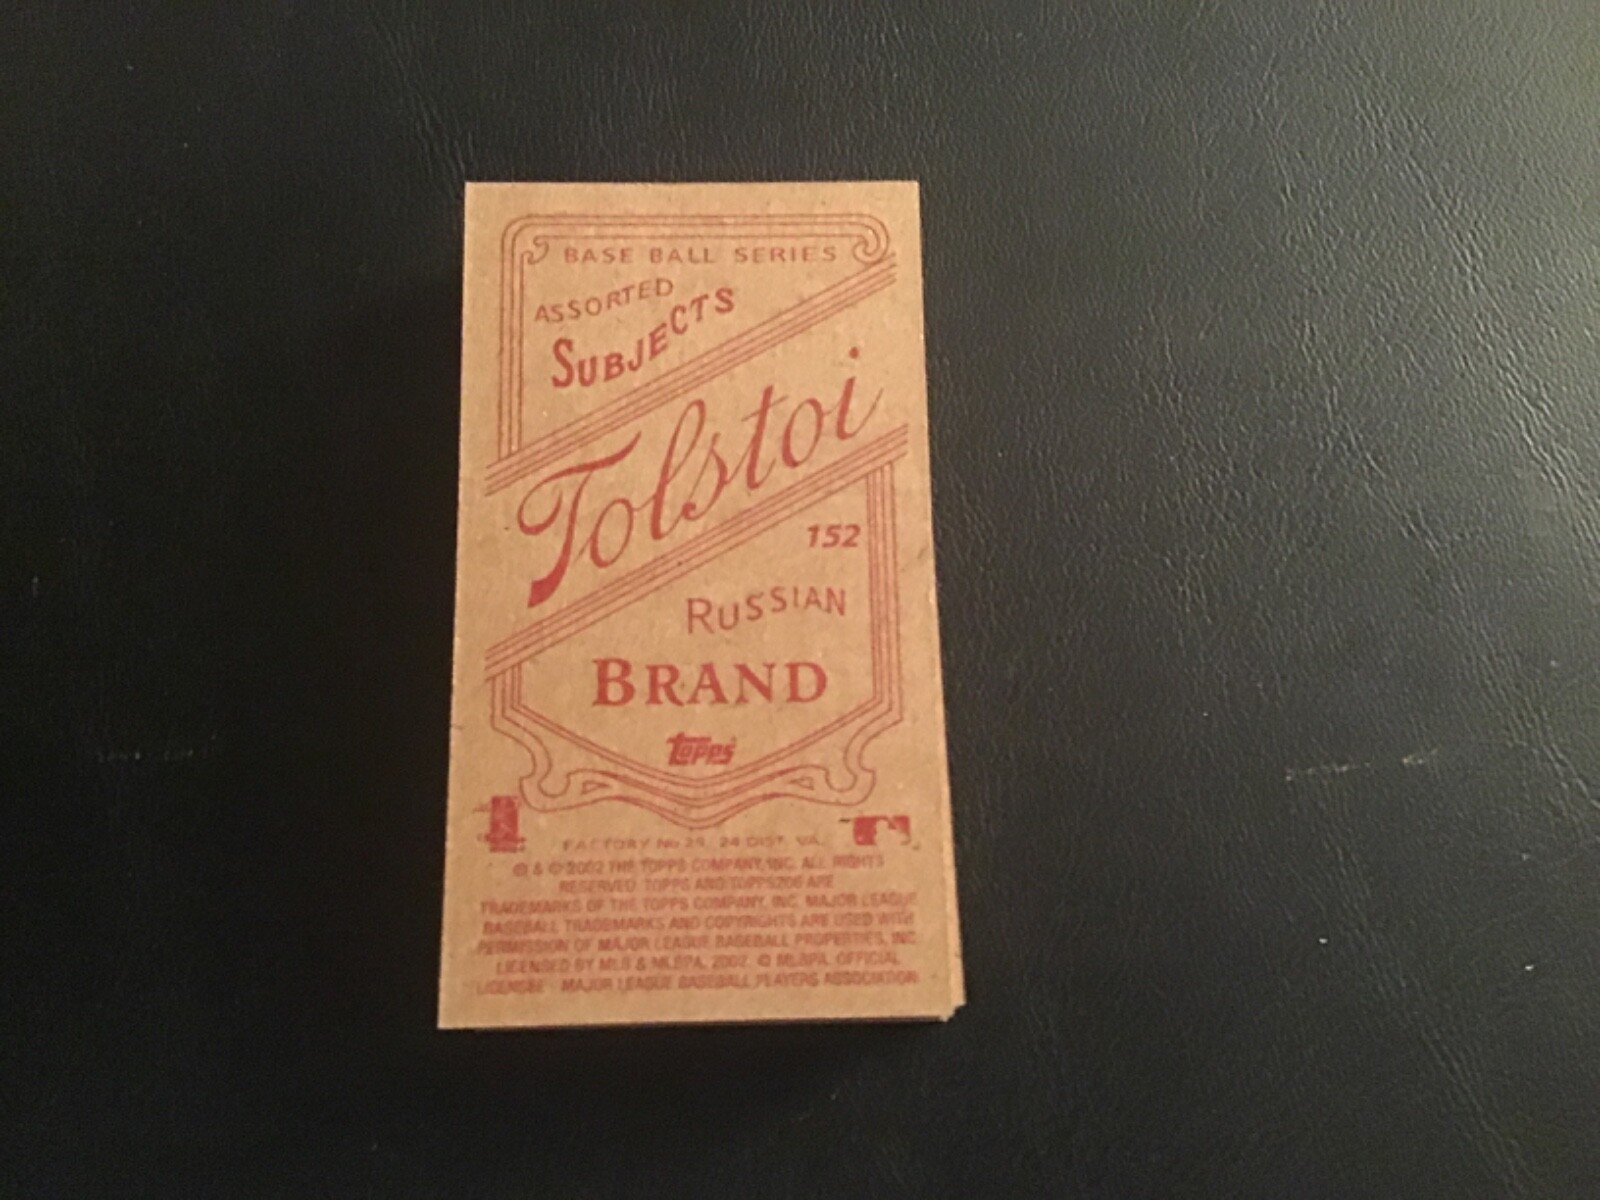 BASE BALL SERIES
ASSORTED
SUBJECTS
Tolstoi
152
RUSSIAN
BRAND
topps
FACTORY No 25, 24 DIST. VA.
® & © 2002 THE TOPPS COMPANY, INC. ALL RIGHTS
RESERVED. TOPPS AND TOPPS206 ARE
TRADEMARKS OF THE TOPPS COMPANY, INC. MAJOR LEAGUE
BASEBALL TRADEMARKS AND COPYRIGHTS ARE USED WITH
PERMISSION OF MAJOR LEAGUE BASEBALL PROPERTIES, INC.
LICENSED BY MLB & MLBPA, 2002. © MLBPA. OFFICIAL
LICENSEE - MAJOR LEAGUE BASEBALL PLAYERS ASSOCIATION